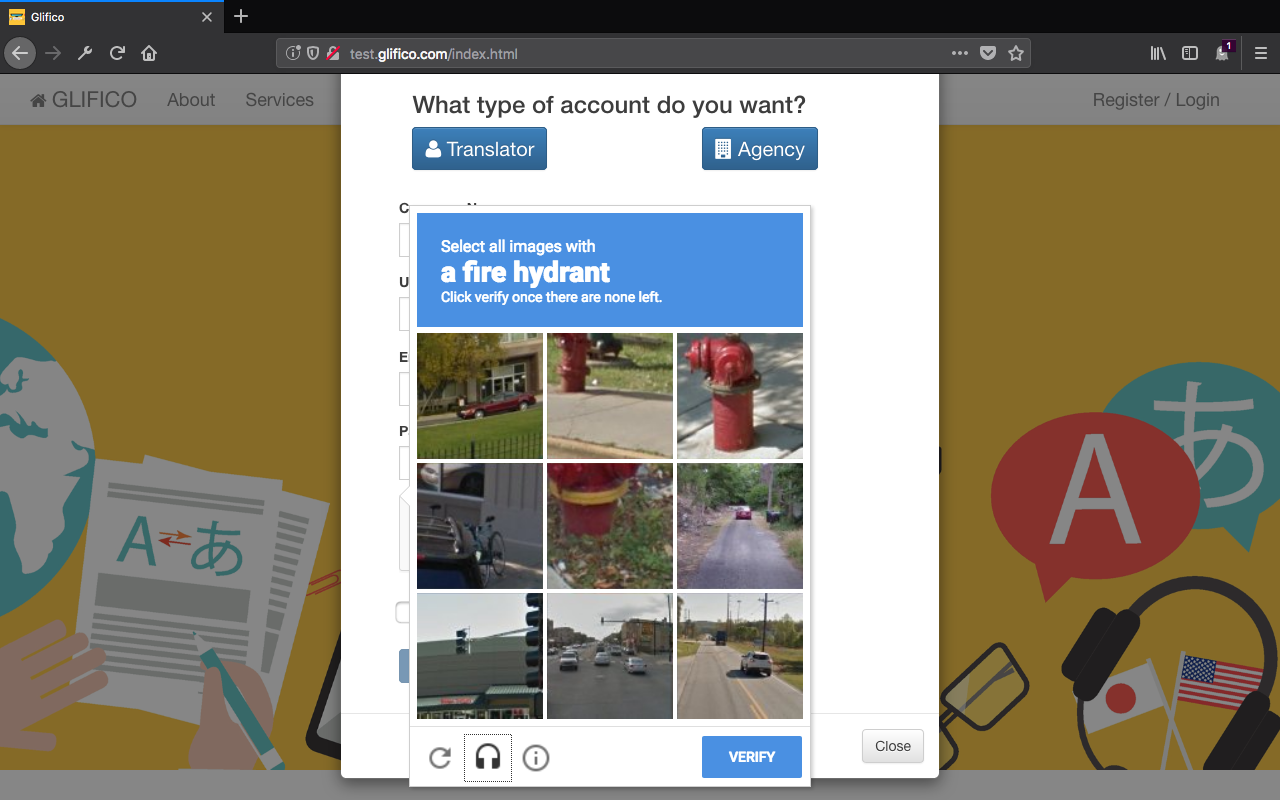 Glifico
1
test.glifico.com/index.html
GLIFICO About Services Register / Login
What type of account do you want?
Translator Agency
Select all images with
a fire hydrant
Click verify once there are none left.
A あ
A あ
VERIFY
Close